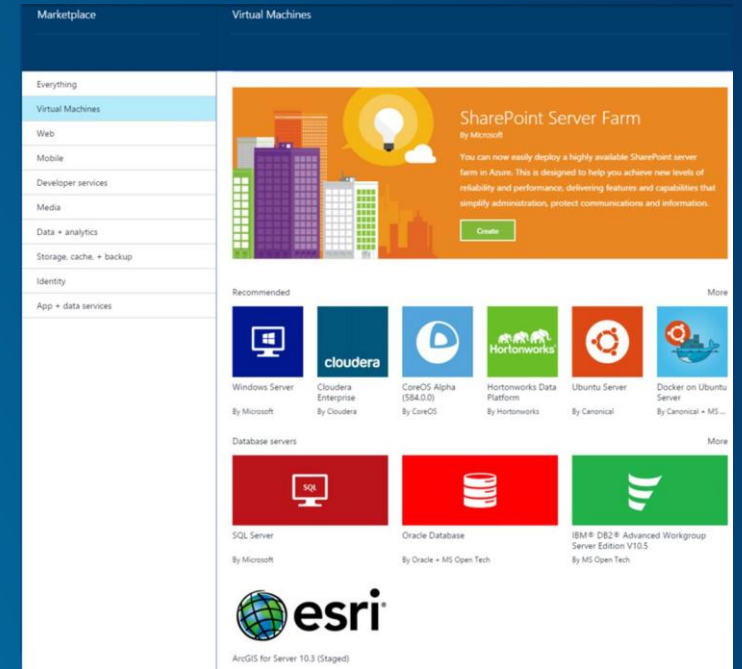 Marketplace
Virtual Machines
Everything
Virtual Machines
Web
Mobile
Developer services
Media
Data + analytics
Storage, cache, + backup
Identity
App + data services
SharePoint Server Farm
By Microsoft
You can now easily deploy a highly available SharePoint server
farm in Azure. This is designed to help you achieve new levels of
reliability and performance, delivering features and capabilities that
simplify administration, protect communications and information.
Create
Recommended
More
cloudera
Hortonworks
Windows Server
By Microsoft
Cloudera
Enterprise
By Cloudera
CoreOS Alpha
(584.0.0)
By CoreOS
Hortonworks Data
Platform
By Hortonworks
Ubuntu Server
By Canonical
Docker on Ubuntu
Server
By Canonical + MS ...
Database servers
More
SQL
SQL Server
By Microsoft
Oracle Database
By Oracle + MS Open Tech
IBM® DB2® Advanced Workgroup
Server Edition V10.5
By MS Open Tech
esri
ArcGIS for Server 10.3 (Staged)